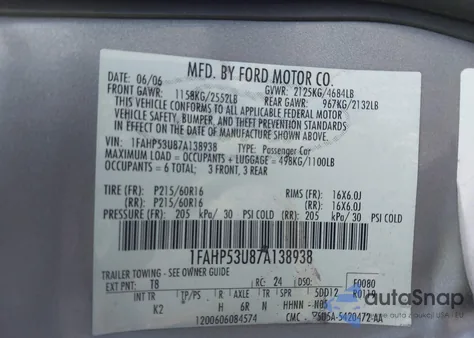 MFD. BY FORD MOTOR CO.
DATE: 06/06 GVWR: 2125KG/4684LB
FRONT GAWR: 1158KG/2552LB REAR GAWR: 967KG/2132LB
THIS VEHICLE CONFORMS TO ALL APPLICABLE FEDERAL MOTOR
VEHICLE SAFETY, BUMPER, AND THEFT PREVENTION STANDARDS
IN EFFECT ON THE DATE OF MANUFACTURE SHOWN ABOVE.
VIN: 1FAHP53U87A138938 TYPE: Passenger Car
MAXIMUM LOAD = OCCUPANTS + LUGGAGE = 498KG/1100LB
OCCUPANTS = 6 TOTAL; 3 FRONT, 3 REAR
TIRE (FR): P215/60R16 RIMS (FR): 16X6.0J
(RR): P215/60R16 (RR): 16X6.0J
PRESSURE (FR): 205 kPa/ 30 PSI COLD (RR): 205 kPa/ 30 PSI COLD
1FAHP53U87A138938
TRAILER TOWING - SEE OWNER GUIDE
EXT PNT: T8 RC: 24 DSO: F0080
INT TR TP/PS R AXLE TR R0110
K2 H 6R N HHHN
1200606084574 CMC
autoSnap